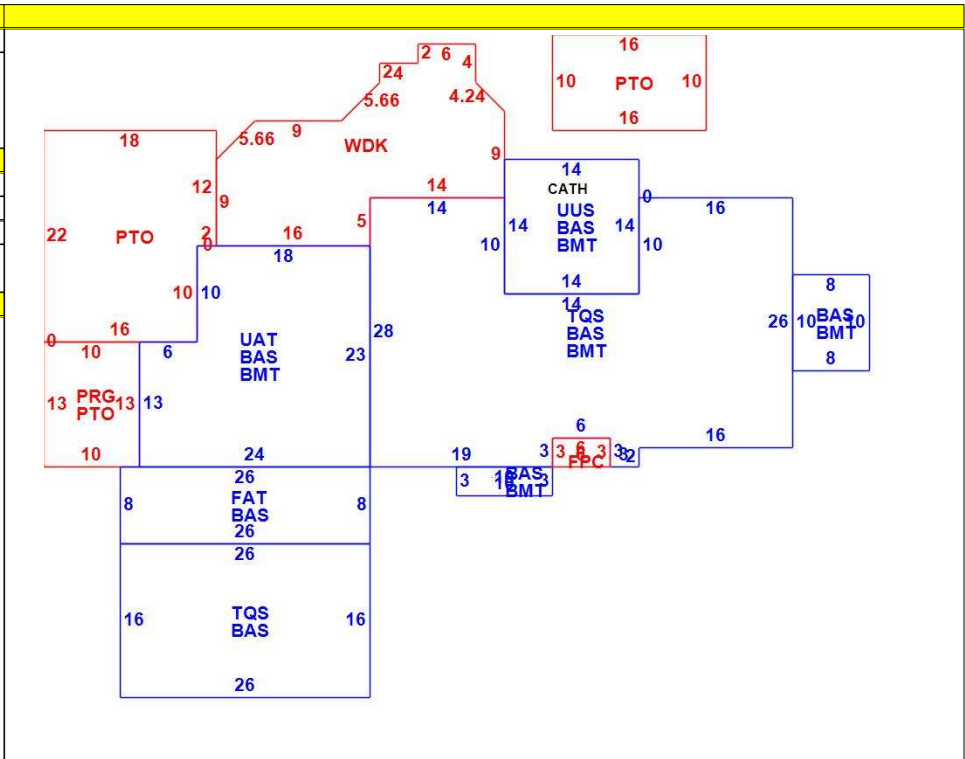 16
2 6 4
24
10 PTO 10
5.66
4.24
16
18
5.66 9
WDK
9
14
12
9
14
CATH
0
14
16
5
UUS
14 14
BAS
22 PTO
2
16
10 10
BMT
0
18
14
8
10 10
14
TQS
26 10 BAS 10
BMT
16
28
BAS
0
10
6
UAT
23
BMT
8
BAS
BMT
13 PRG 13 13
PTO
6
16
3 3 6 3 3
10
24
19
FPC
2
26
3 BAS 3
BMT
8 FAT 8
BAS
26
26
16 TQS 16
BAS
26